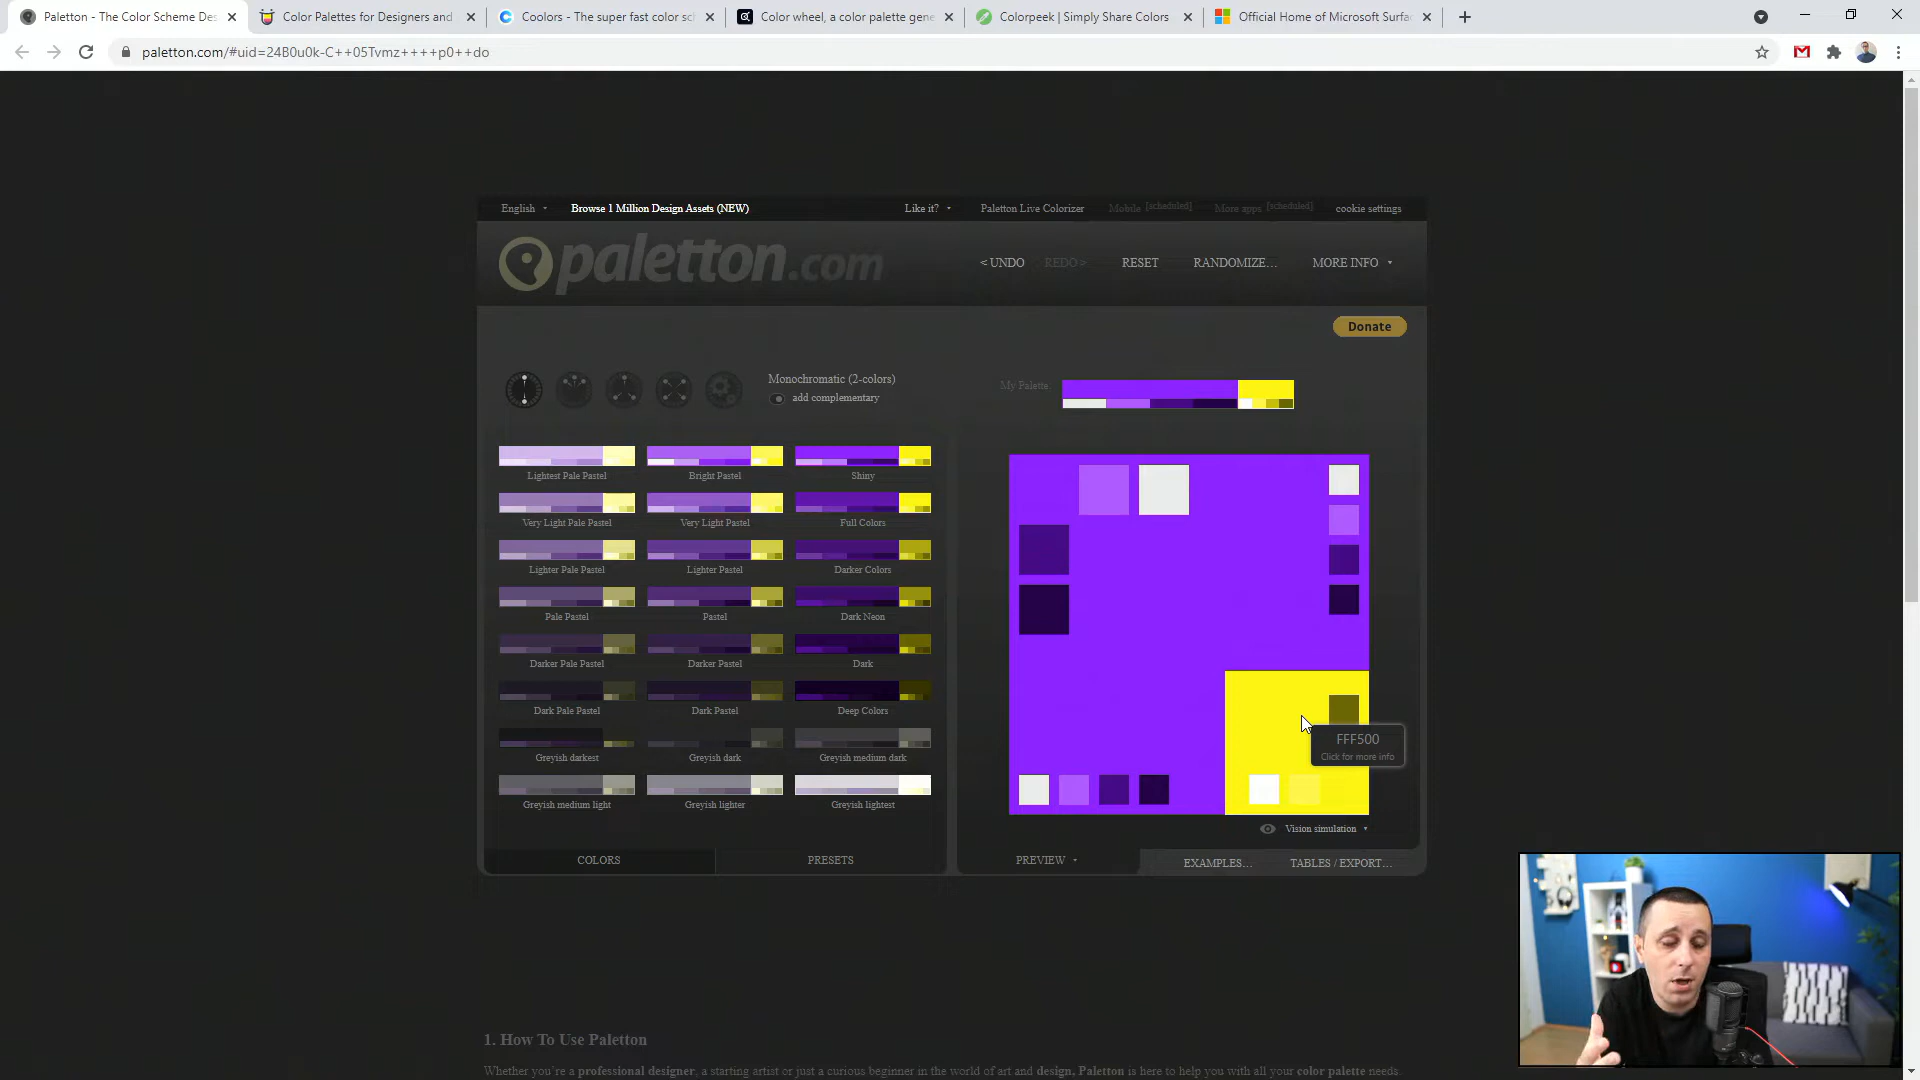 Paletton - The Color Scheme Des
Color Palettes for Designers and
Coolors - The super fast color sc
Color wheel, a color palette gene
Colorpeek | Simply Share Colors
Official Home of Microsoft Surfa
paletton.com/#uid=24B0u0k-C++05Tvmz++++p0++do
English
Browse 1 Million Design Assets (NEW)
Like it?
Paletton Live Colorizer
Mobile [scheduled]
More apps [scheduled]
cookie settings
paletton.com
< UNDO
REDO >
RESET
RANDOMIZE...
MORE INFO
Donate
Monochromatic (2-colors)
add complementary
My Palette
Lightest Pale Pastel
Bright Pastel
Shiny
Very Light Pale Pastel
Very Light Pastel
Full Colors
Lighter Pale Pastel
Lighter Pastel
Darker Colors
Pale Pastel
Pastel
Dark Neon
Darker Pale Pastel
Darker Pastel
Dark
Dark Pale Pastel
Dark Pastel
Deep Colors
Greyish darkest
Greyish dark
Greyish medium dark
Greyish medium light
Greyish lighter
Greyish lightest
FFF500
Click for more info
Vision simulation
COLORS
PRESETS
PREVIEW
EXAMPLES...
TABLES / EXPORT...
1. How To Use Paletton
Whether you're a professional designer, a starting artist or just a curious beginner in the world of art and design, Paletton is here to help you with all your color palette needs.